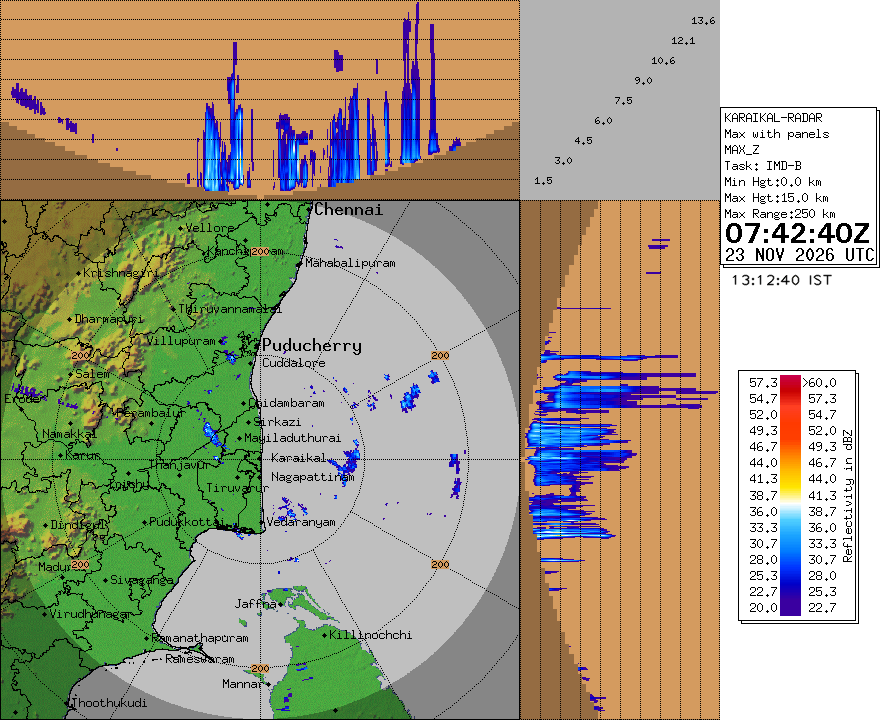 13.6
12.1
10.6
9.0
7.5
6.0
4.5
3.0
1.5
KARAIKAL-RADAR
Max with panels
MAX_Z
Task: IMD-B
Min Hgt:0.0 km
Max Hgt:15.0 km
Max Range:250 km
07:42:40Z
23 NOV 2026 UTC
13:12:40 IST
Chennai
Vellore
200
Mahabalipuram
Krishnagiri
Thiruvannamalai
Dharmapuri
Villupuram
Puducherry
200
200
Cuddalore
Salem
Erode
Perambalur
Chidambaram
Sirkazi
Namakkal
Mayiladuthurai
Karur
Thanjavur
Karaikal
Nagapattinam
Tiruvarur
Dindigul
Pudukkottai
Vedaranyam
200
200
Sivaganga
Jaffna
Virudhunagar
Ramanathapuram
Killinochchi
Rameswaram
200
Mannar
Thoothukudi
57.3 >60.0
54.7 57.3
52.0 54.7
49.3 52.0
46.7 49.3
44.0 46.7
41.3 44.0
38.7 41.3
36.0 38.7
33.3 36.0
30.7 33.3
28.0 30.7
25.3 28.0
22.7 25.3
20.0 22.7
Reflectivity in dBZ